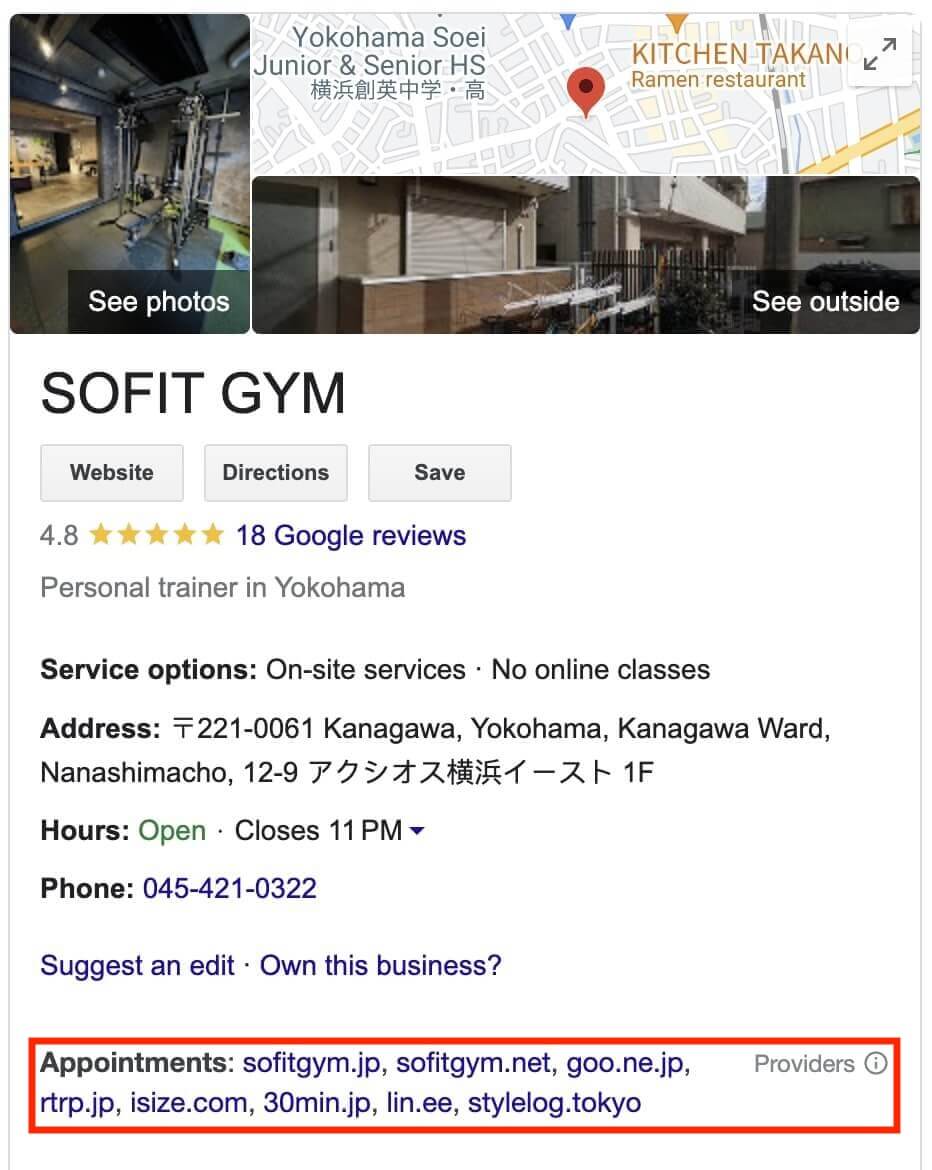 Yokohama Soei
Junior & Senior HS
横浜創英中学・高
KITCHEN TAKANO
Ramen restaurant
See photos
See outside
SOFIT GYM
Website
Directions
Save
4.8 ★★★★★ 18 Google reviews
Personal trainer in Yokohama
Service options: On-site services · No online classes
Address: 〒221-0061 Kanagawa, Yokohama, Kanagawa Ward,
Nanashimacho, 12-9 アクシオス横浜イースト 1F
Hours: Open · Closes 11 PM
Phone: 045-421-0322
Suggest an edit · Own this business?
Appointments: sofitgym.jp, sofitgym.net, goo.ne.jp, Providers
rtrp.jp, isize.com, 30min.jp, lin.ee, stylelog.tokyo